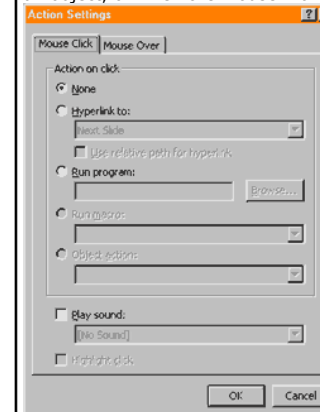 Action Settings
Mouse Click Mouse Over
Action on click
None
Hyperlink to:
Next Slide
Use relative path for hyperlink
Run program:
Browse...
Run macro:
Object action:
Play sound:
[No Sound]
Highlight click
OK Cancel